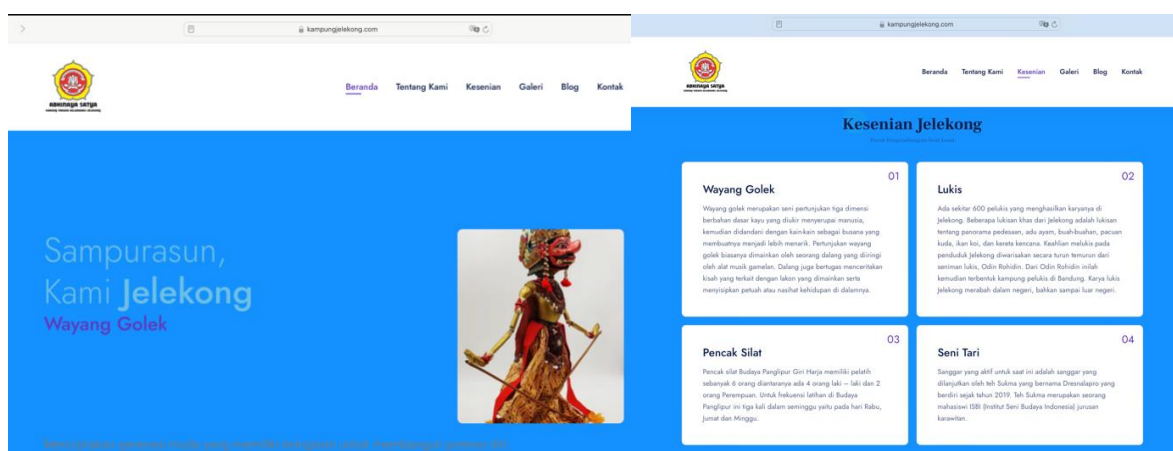 kampungjelekong.com
ABHINAYA SATYA
Beranda Tentang Kami Kesenian Galeri Blog Kontak
Sampurasun,
Kami Jelekong
Wayang Golek
kampungjelekong.com
ABHINAYA SATYA
Beranda Tentang Kami Kesenian Galeri Blog Kontak
Kesenian Jelekong
01
Wayang Golek
Wayang golek merupakan seni pertunjukan tiga dimensi
berbahan dasar kayu yang diukir menyerupai manusia,
kemudian didandani dengan kain-kain sebagai busana yang
membuatnya menjadi lebih menarik. Pertunjukan wayang
golek biasanya dimainkan oleh seorang dalang yang diiringi
oleh alat musik gamelan. Dalang juga bertugas menceritakan
kisah yang terkait dengan lakon yang dimainkan serta
menyisipkan petuah atau nasihat kehidupan di dalamnya.
02
Lukis
Ada sekitar 600 pelukis yang menghasilkan karyanya di
Jelekong. Beberapa lukisan khas dari Jelekong adalah lukisan
tentang panorama pedesaan, adu ayam, buah-buahan, pacuan
kuda, ikan koi, dan kereta kencana. Keahlian melukis pada
penduduk Jelekong diwariskan secara turun temurun dari
seniman lukis, Odin Rohidin. Dari Odin Rohidin inilah
kemudian terbentuk kampung pelukis di Bandung. Karya lukis
Jelekong merabah dalam negeri, bahkan sampai luar negeri.
03
Pencak Silat
Pencak silat Budaya Panglipur Giri Harja memiliki pelatih
sebanyak 6 orang diantaranya ada 4 orang laki – laki dan 2
orang Perempuan. Untuk frekuensi latihan di Budaya
Panglipur ini tiga kali dalam seminggu yaitu pada hari Rabu,
Jumat dan Minggu.
04
Seni Tari
Sanggar yang aktif untuk saat ini adalah sanggar yang
dilanjutkan oleh teh Sukma yang bernama Dresnalapro yang
berdiri sejak tahun 2019. Teh Sukma merupakan seorang
mahasiswi ISBI (Institut Seni Budaya Indonesia) jurusan
karawitan.